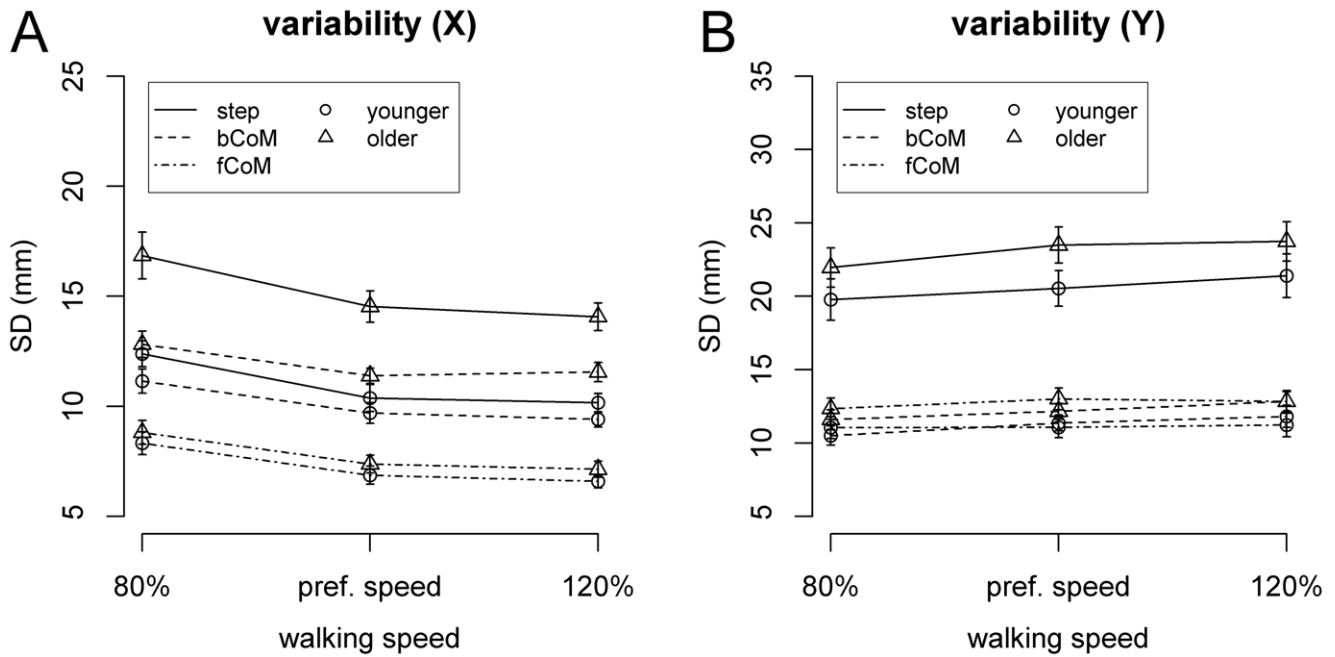 A
variability (X)
SD (mm)
25
20
15
10
5
step
bCoM
fCoM
younger
older
80%
pref. speed
120%
walking speed
B
variability (Y)
SD (mm)
35
30
25
20
15
10
5
step
bCoM
fCoM
younger
older
80%
pref. speed
120%
walking speed